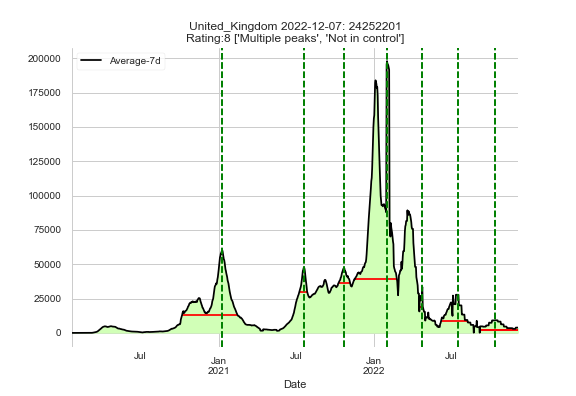 United_Kingdom 2022-12-07: 24252201
Rating:8 ['Multiple peaks', 'Not in control']
Average-7d
200000
175000
150000
125000
100000
75000
50000
25000
0
Jul
Jan
2021
Jul
Jan
2022
Jul
Date